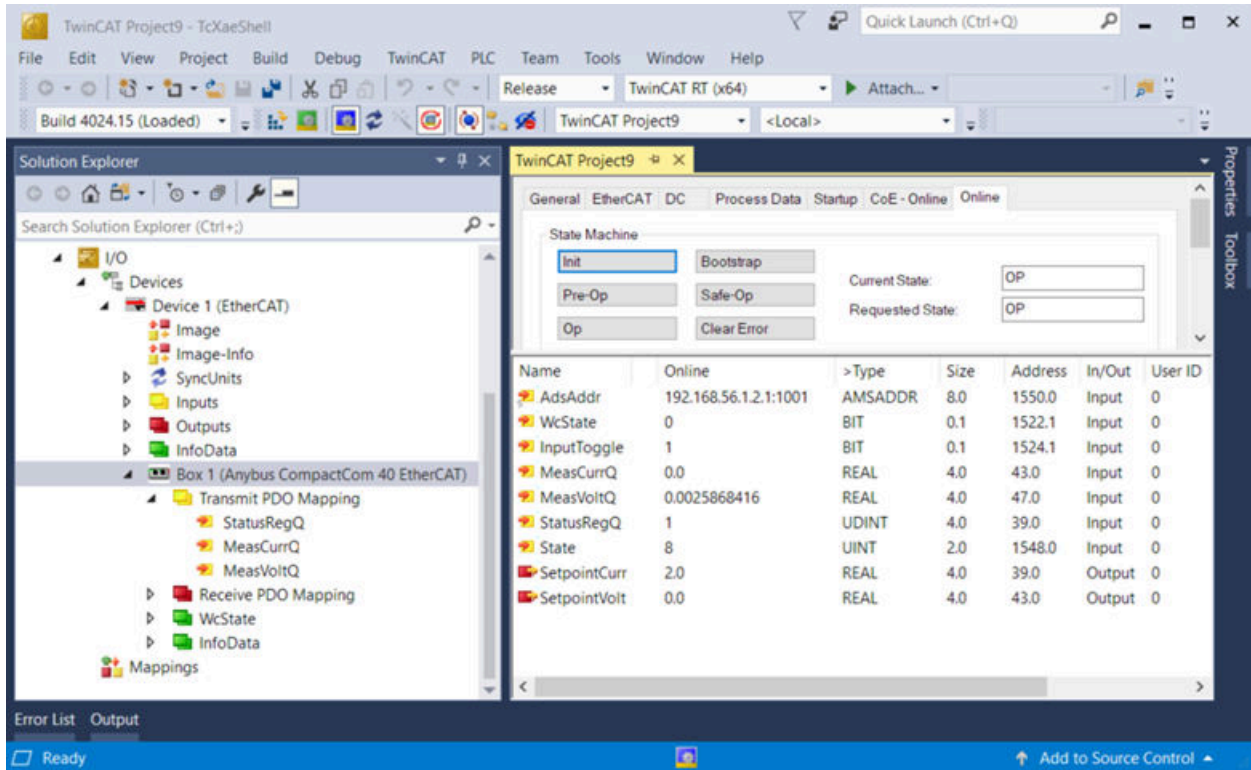 TwinCAT Project9 - TcXaeShell
Quick Launch (Ctrl+Q)
File Edit View Project Build Debug TwinCAT PLC Team Tools Window Help
Release TwinCAT RT (x64) Attach...
Build 4024.15 (Loaded) TwinCAT Project9 <Local>
Solution Explorer
Search Solution Explorer (Ctrl+;)
I/O
Devices
Device 1 (EtherCAT)
Image
Image-Info
SyncUnits
Inputs
Outputs
InfoData
Box 1 (Anybus CompactCom 40 EtherCAT)
Transmit PDO Mapping
StatusRegQ
MeasCurrQ
MeasVoltQ
Receive PDO Mapping
WcState
InfoData
Mappings
TwinCAT Project9
General EtherCAT DC Process Data Startup CoE - Online Online
State Machine
Init Bootstrap
Pre-Op Safe-Op
Op Clear Error
Current State: OP
Requested State: OP
Name Online >Type Size Address In/Out User ID
AdsAddr 192.168.56.1.2.1:1001 AMSADDR 8.0 1550.0 Input 0
WcState 0 BIT 0.1 1522.1 Input 0
InputToggle 1 BIT 0.1 1524.1 Input 0
MeasCurrQ 0.0 REAL 4.0 43.0 Input 0
MeasVoltQ 0.0025868416 REAL 4.0 47.0 Input 0
StatusRegQ 1 UDINT 4.0 39.0 Input 0
State 8 UINT 2.0 1548.0 Input 0
SetpointCurr 2.0 REAL 4.0 39.0 Output 0
SetpointVolt 0.0 REAL 4.0 43.0 Output 0
Properties
Toolbox
Error List Output
Ready
Add to Source Control